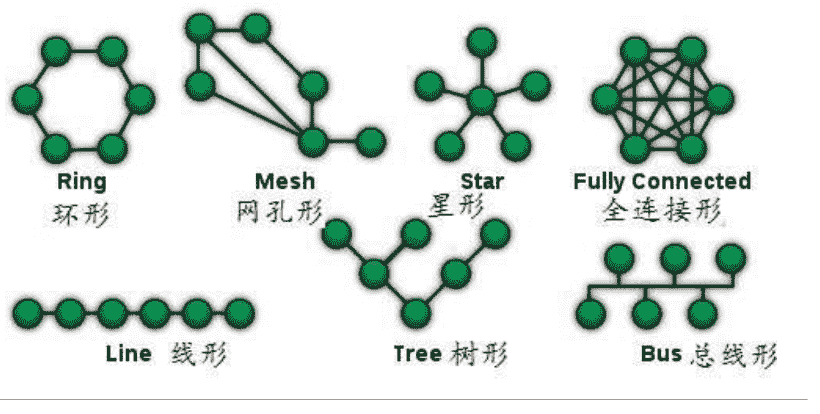 Ring
环形
Mesh
网孔形
Star
星形
Fully Connected
全连接形
Line 线形
Tree 树形
Bus 总线形